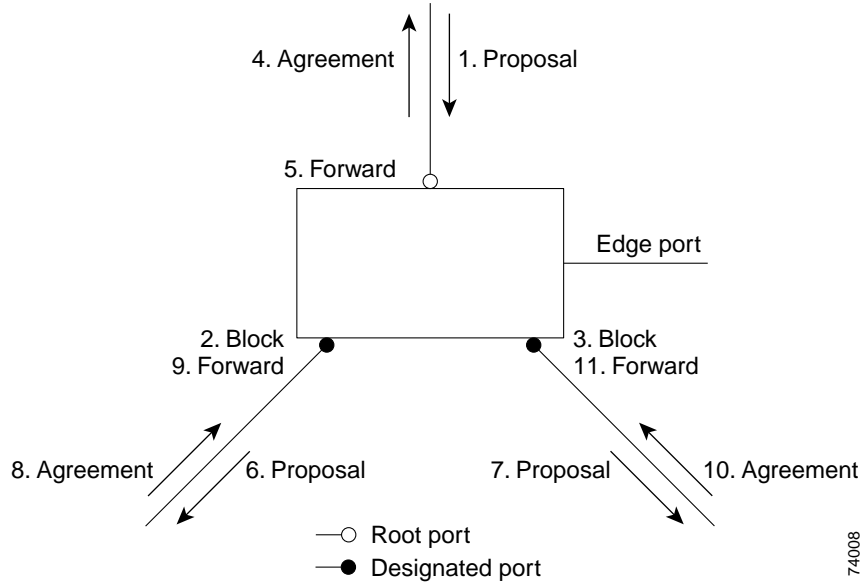 4. Agreement
1. Proposal
5. Forward
Edge port
2. Block
9. Forward
3. Block
11. Forward
8. Agreement
6. Proposal
7. Proposal
10. Agreement
Root port
Designated port
74008